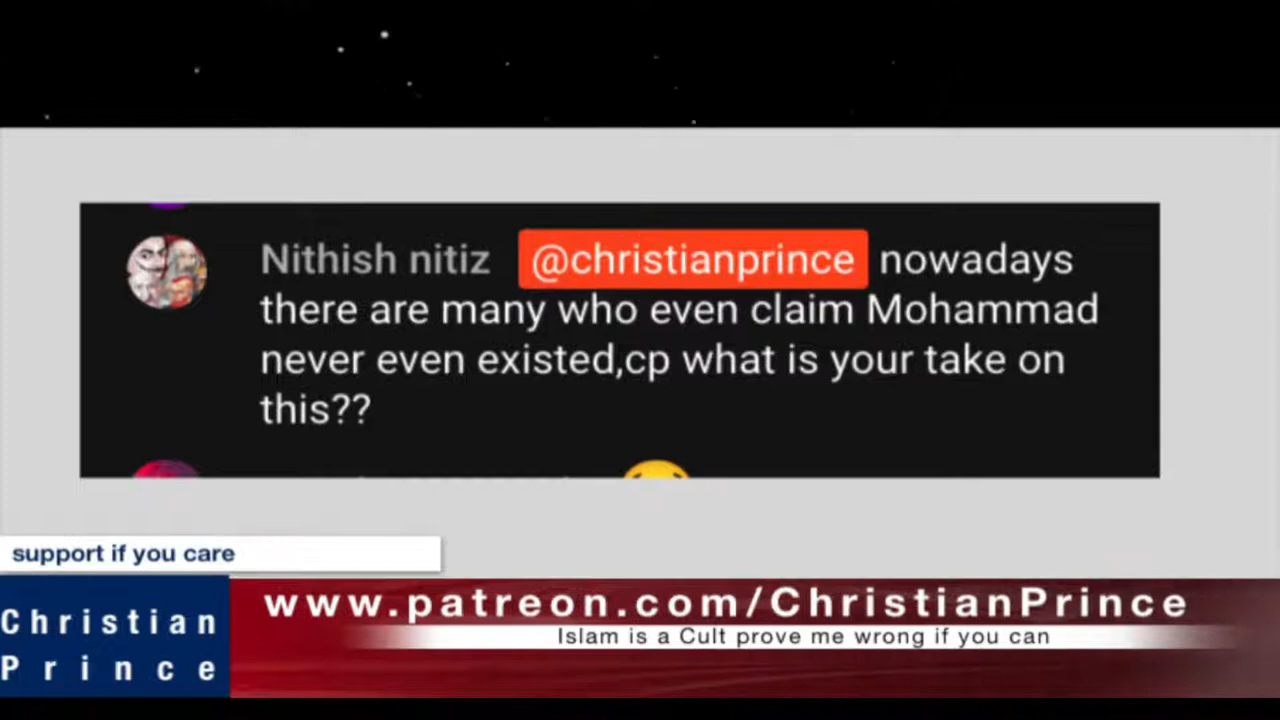 Nithish nitiz @christianprince nowadays
there are many who even claim Mohammad
never even existed,cp what is your take on
this??
support if you care
Christian
Prince
www.patreon.com/ChristianPrince
Islam is a Cult prove me wrong if you can